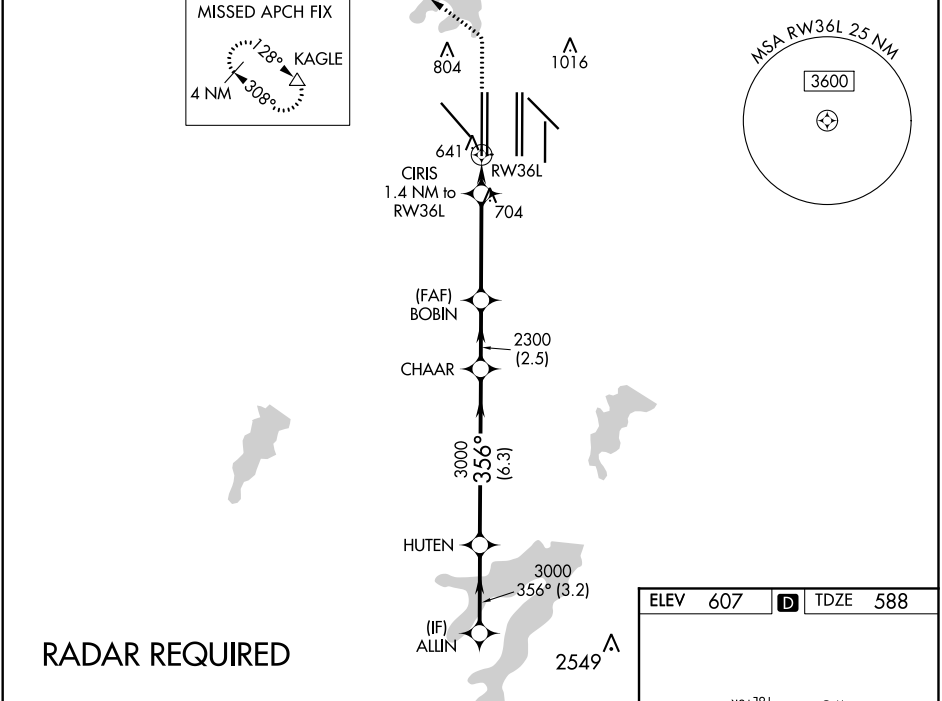 MISSED APCH FIX
128°
KAGLE
4 NM
308°
804
1016
MSA RW36L 25 NM
3600
641
RW36L
CIRIS
1.4 NM to
RW36L
704
(FAF)
BOBIN
2300
(2.5)
CHAAR
3000
356°
(6.3)
HUTEN
3000
356° (3.2)
(IF)
ALLIN
2549
RADAR REQUIRED
ELEV 607 D TDZE 588